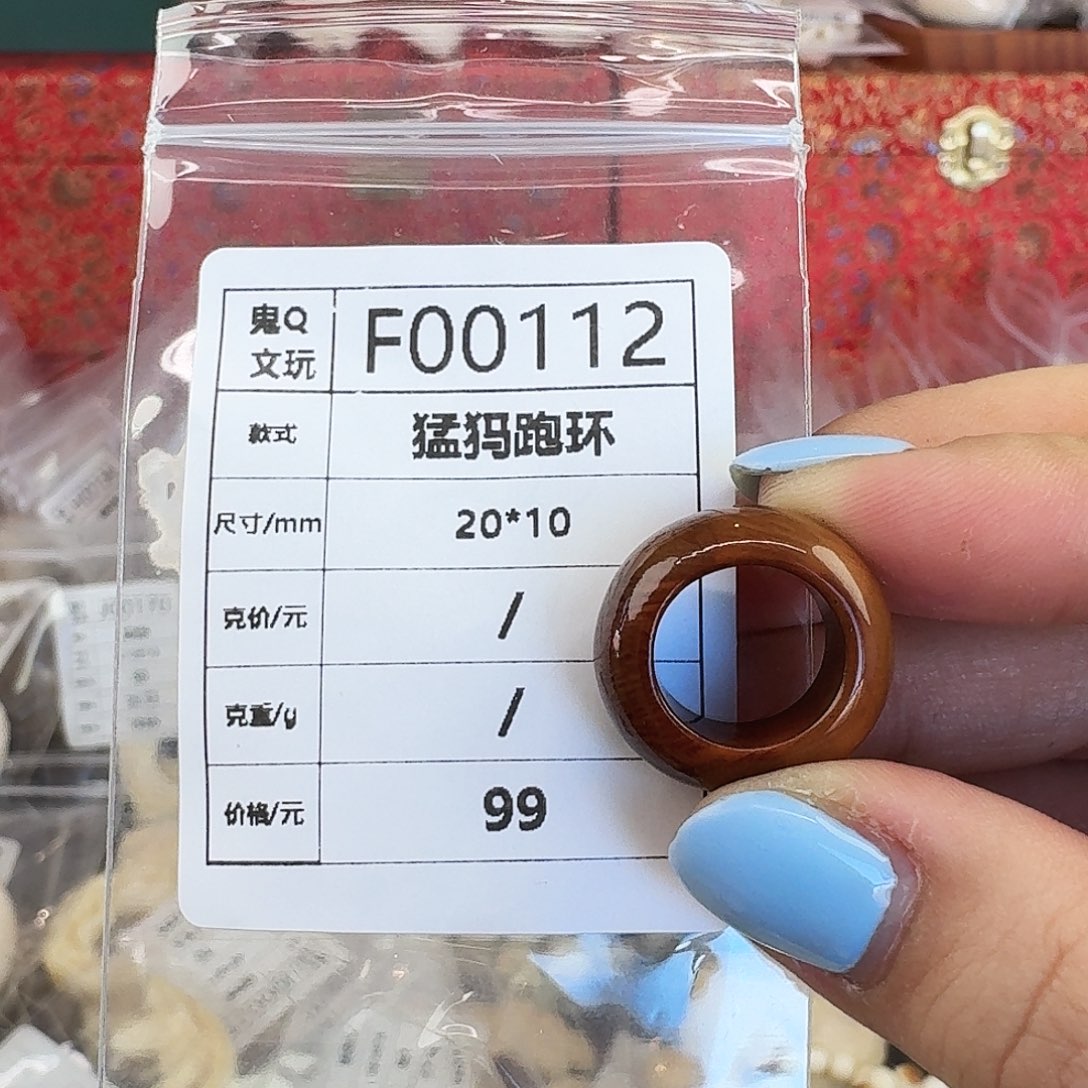 鬼Q
文玩
F00112
款式
猛犸跑环
尺寸/mm
20*10
克价/元
/
克重/g
/
价格/元
99